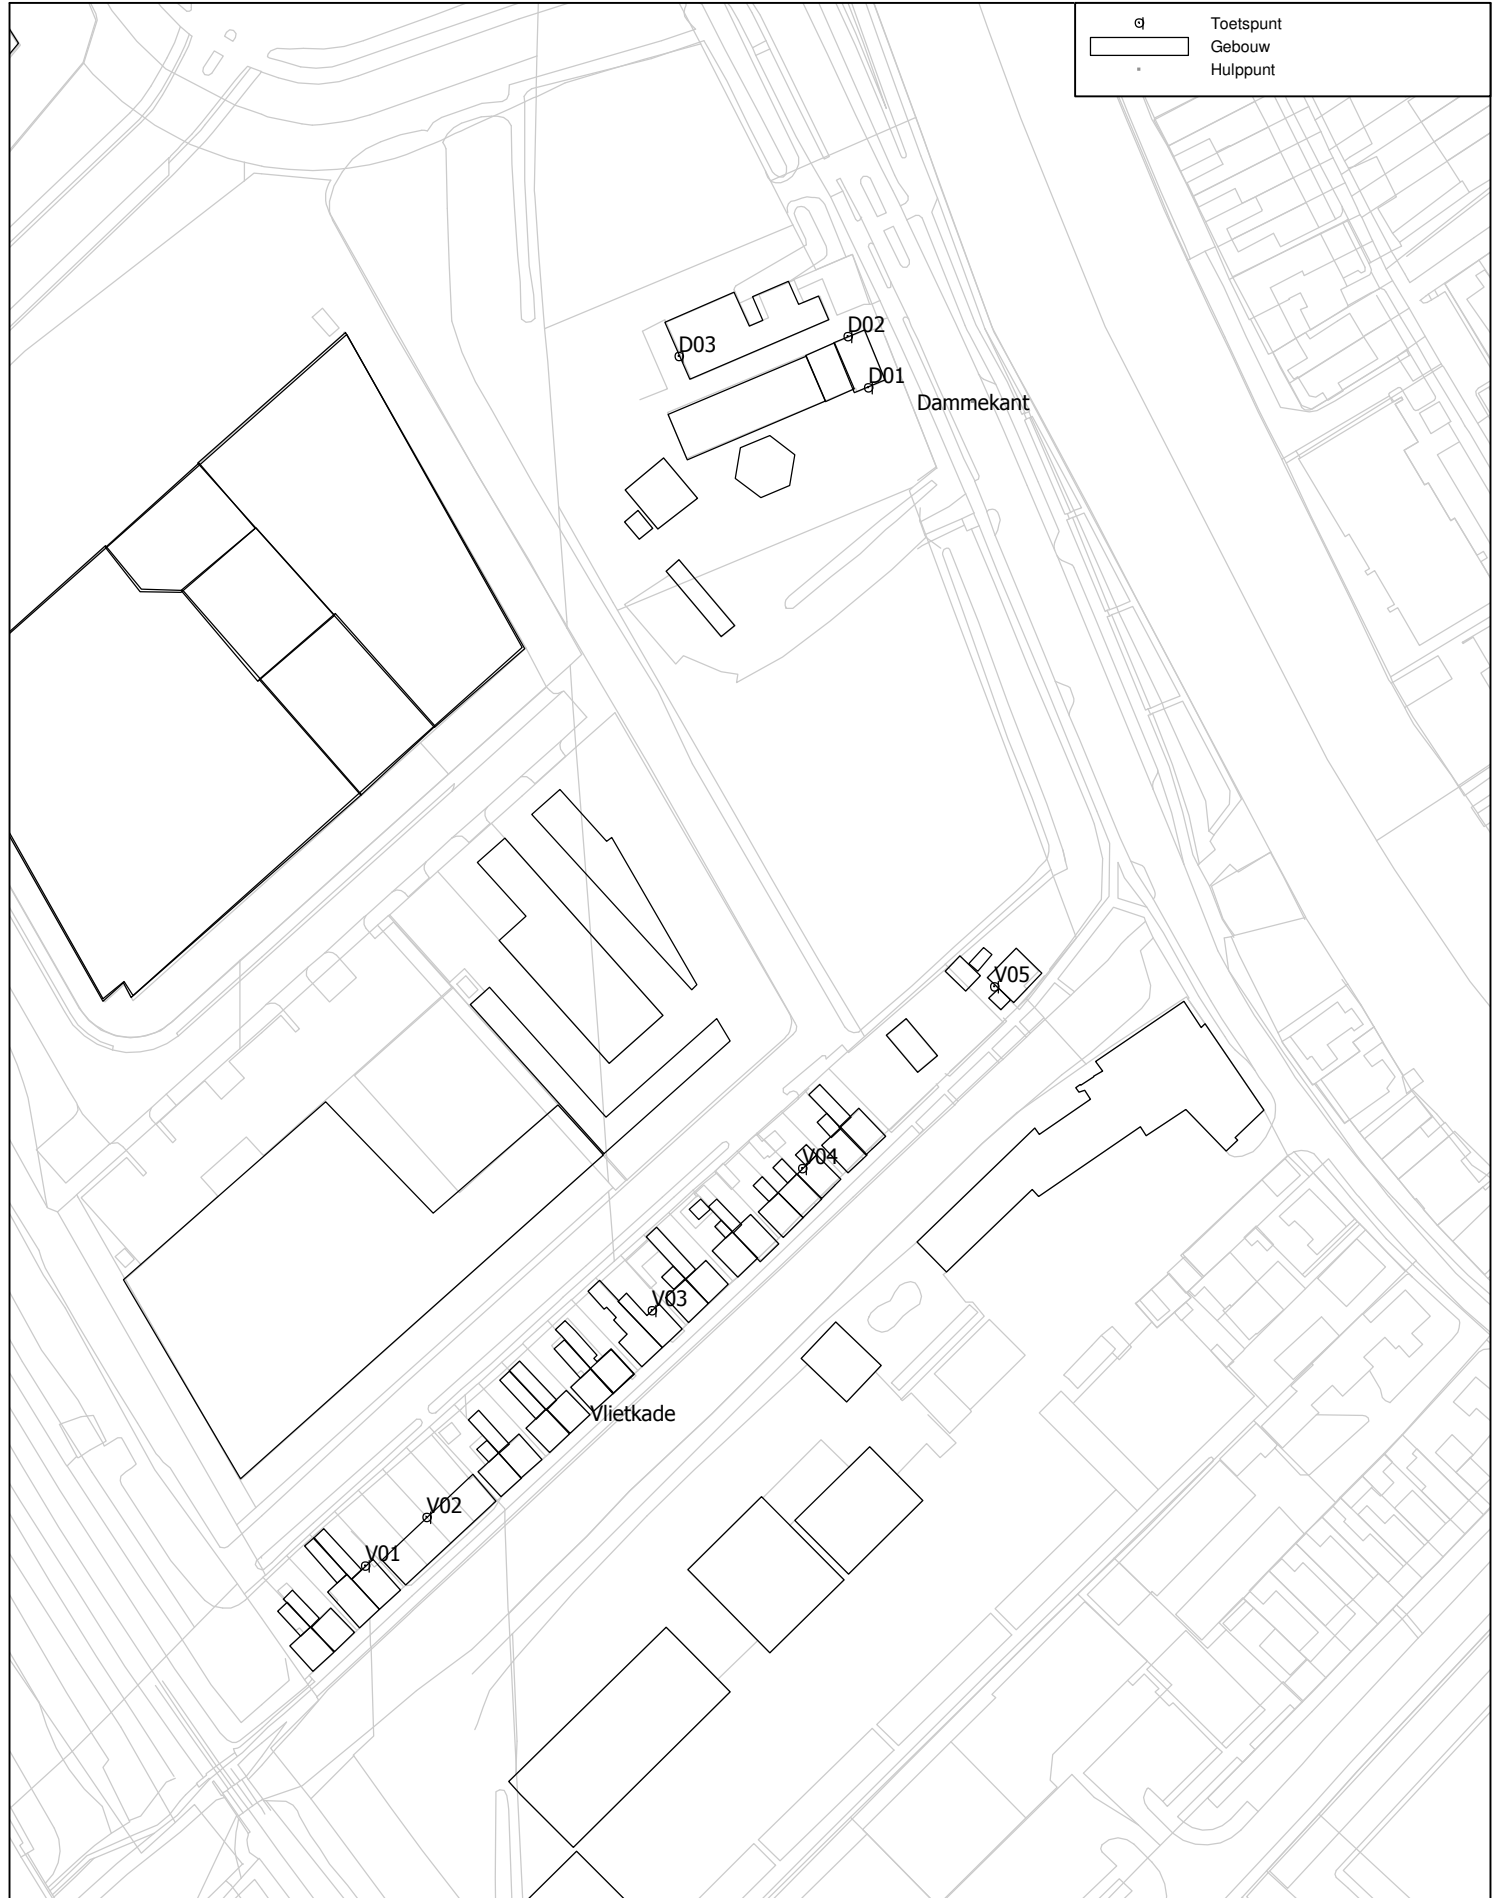 Toetspunt
Gebouw
Hulppunt
D02
D03
D01
Dammekant
V05
V04
V03
Vlietkade
V02
V01